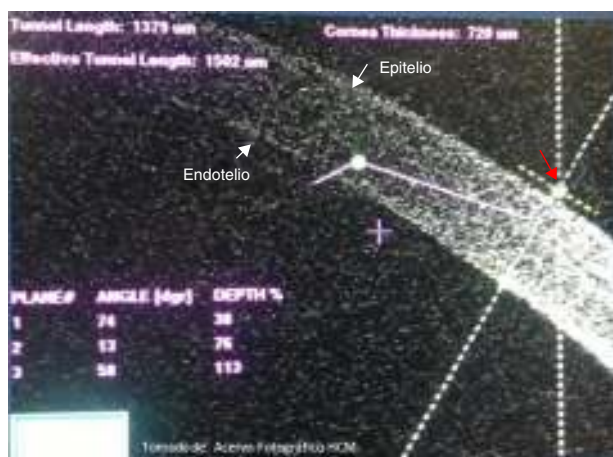 Tunnel Length: 1379 um
Cornea Thickness: 720 um
Effective Tunnel Length: 1502 um
Epitelio
Endotelio
PLANE# ANGLE [dgr] DEPTH %
1 74 38
2 13 76
3 58 113
Tomado de: Acervo Fotográfico HCM